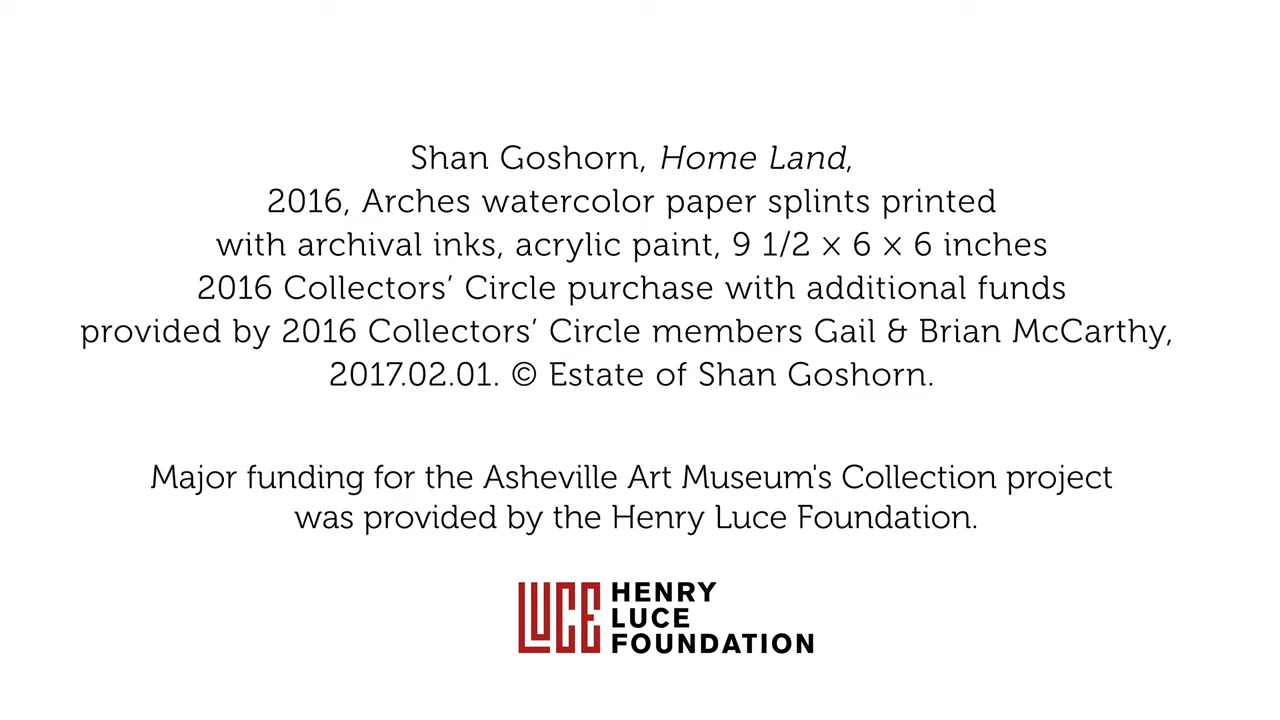 Shan Goshorn, Home Land,
2016, Arches watercolor paper splints printed
with archival inks, acrylic paint, 9 1/2 × 6 × 6 inches
2016 Collectors’ Circle purchase with additional funds
provided by 2016 Collectors’ Circle members Gail & Brian McCarthy,
2017.02.01. © Estate of Shan Goshorn.
Major funding for the Asheville Art Museum's Collection project
was provided by the Henry Luce Foundation.
LUCE
HENRY
LUCE
FOUNDATION